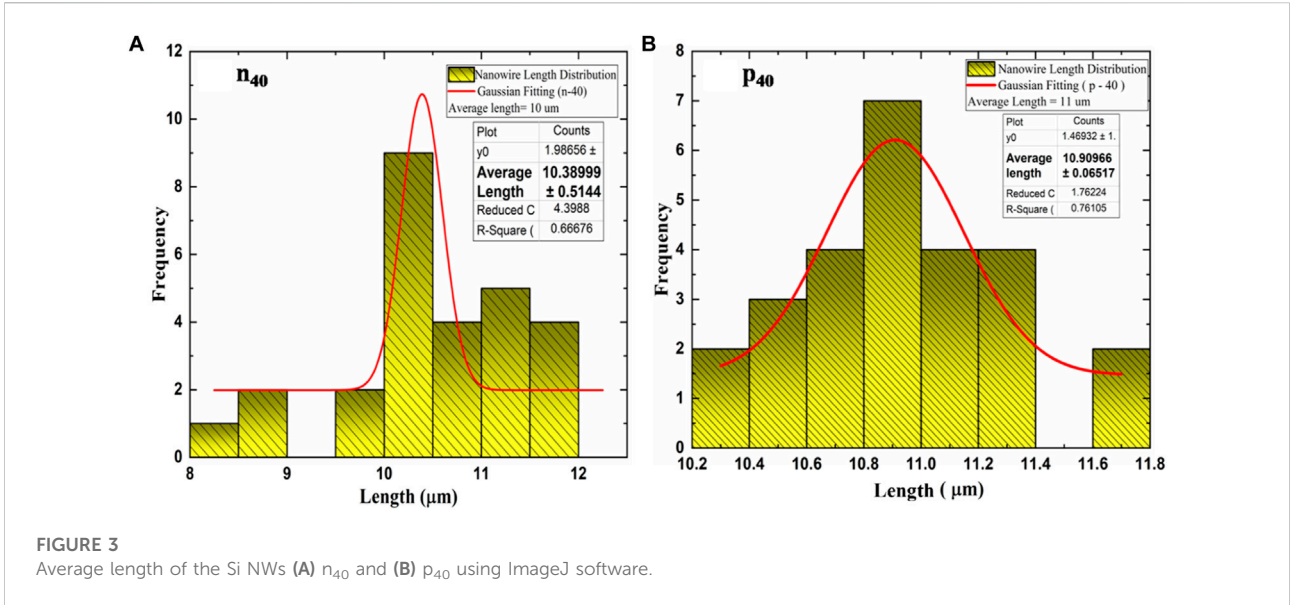 A
n40
Nanowire Length Distribution
Gaussian Fitting (n-40)
Average length= 10 um
Plot Counts
y0 1.98656 ±
Average Length 10.38999 ± 0.5144
Reduced C 4.3988
R-Square ( 0.66676
Frequency
12
10
8
6
4
2
0
8 9 10 11 12
Length (μm)
B
p40
Nanowire Length Distribution
Gaussian Fitting ( p - 40 )
Average Length = 11 um
Plot Counts
y0 1.46932 ± 1.
Average length 10.90966 ± 0.06517
Reduced C 1.76224
R-Square ( 0.76105
Frequency
8
7
6
5
4
3
2
1
0
10.2 10.4 10.6 10.8 11.0 11.2 11.4 11.6 11.8
Length ( μm)
FIGURE 3
Average length of the Si NWs (A) n40 and (B) p40 using ImageJ software.